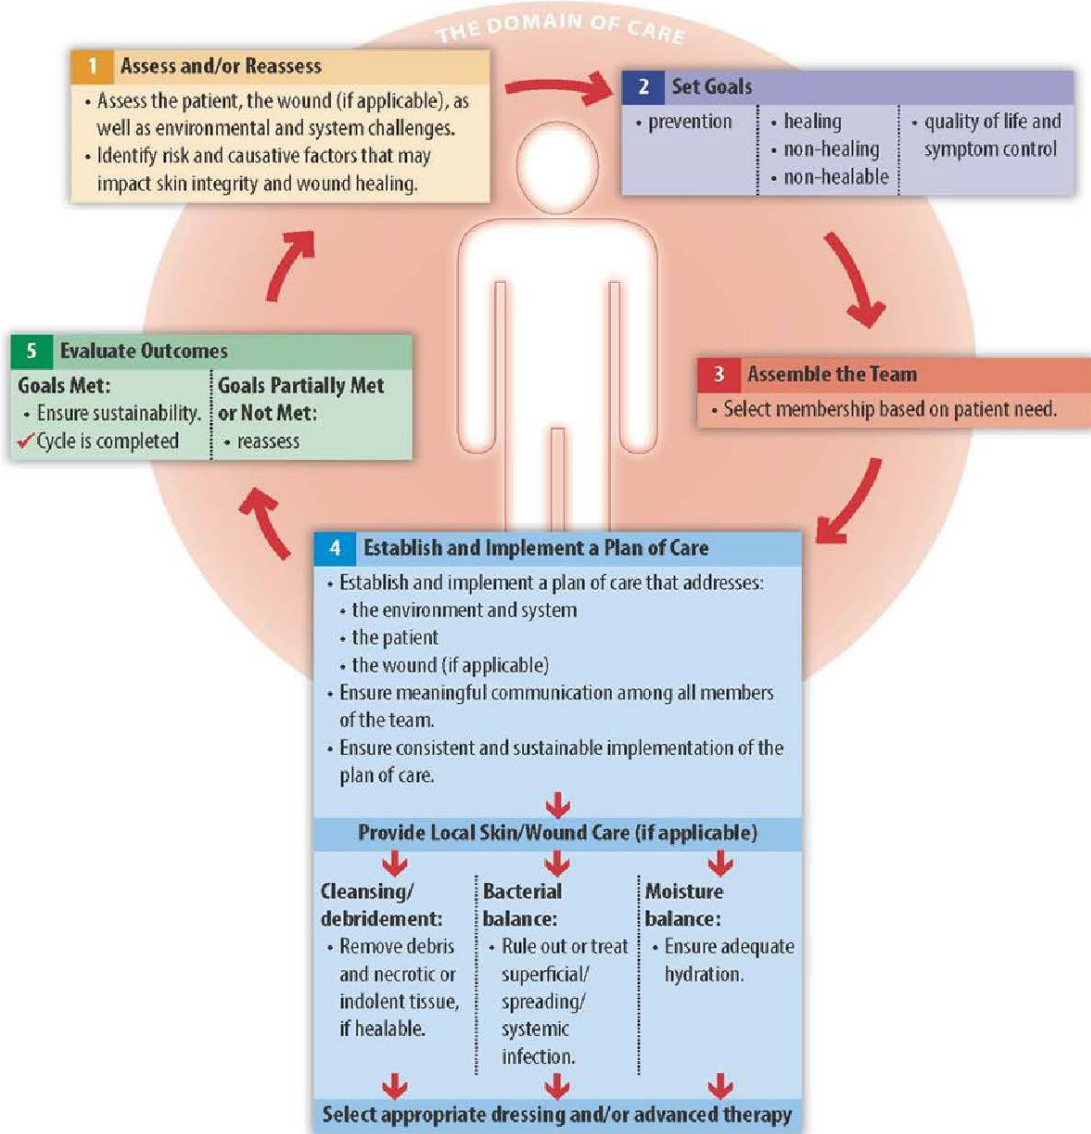 THE DOMAIN OF CARE
1 Assess and/or Reassess
• Assess the patient, the wound (if applicable), as
well as environmental and system challenges.
• Identify risk and causative factors that may
impact skin integrity and wound healing.
2 Set Goals
• prevention
• healing
• non-healing
• non-healable
• quality of life and
symptom control
3 Assemble the Team
• Select membership based on patient need.
4 Establish and Implement a Plan of Care
• Establish and implement a plan of care that addresses:
• the environment and system
• the patient
• the wound (if applicable)
• Ensure meaningful communication among all members
of the team.
• Ensure consistent and sustainable implementation of the
plan of care.
Provide Local Skin/Wound Care (if applicable)
Cleansing/
debridement:
• Remove debris
and necrotic or
indolent tissue,
if healable.
Bacterial
balance:
• Rule out or treat
superficial/
spreading/
systemic
infection.
Moisture
balance:
• Ensure adequate
hydration.
Select appropriate dressing and/or advanced therapy
5 Evaluate Outcomes
Goals Met:
• Ensure sustainability.
✓ Cycle is completed
Goals Partially Met
or Not Met:
• reassess